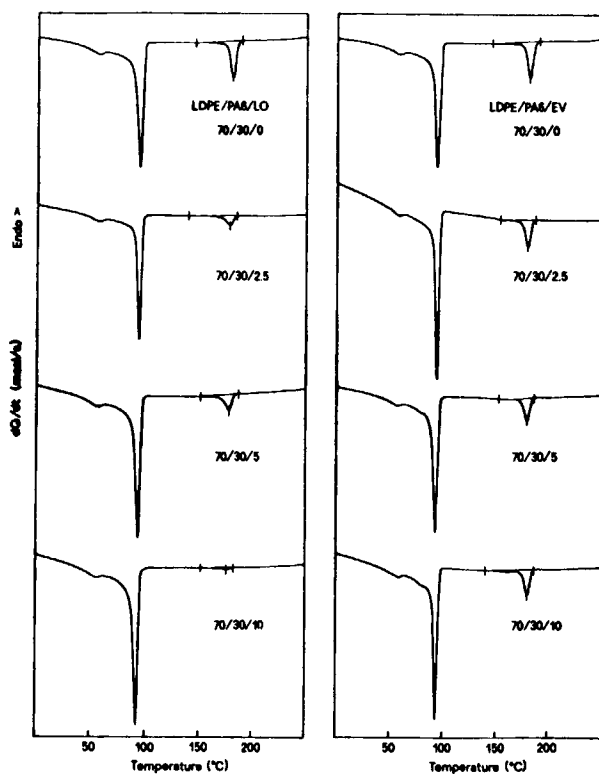 LDPE/PA6/LO
70/30/0
70/30/2.5
70/30/5
70/30/10
50 100 150 200
Temperature (°C)
LDPE/PA6/EV
70/30/0
70/30/2.5
70/30/5
70/30/10
50 100 150 200
Temperature (°C)
dQ/dt (mcal/s) Endo >